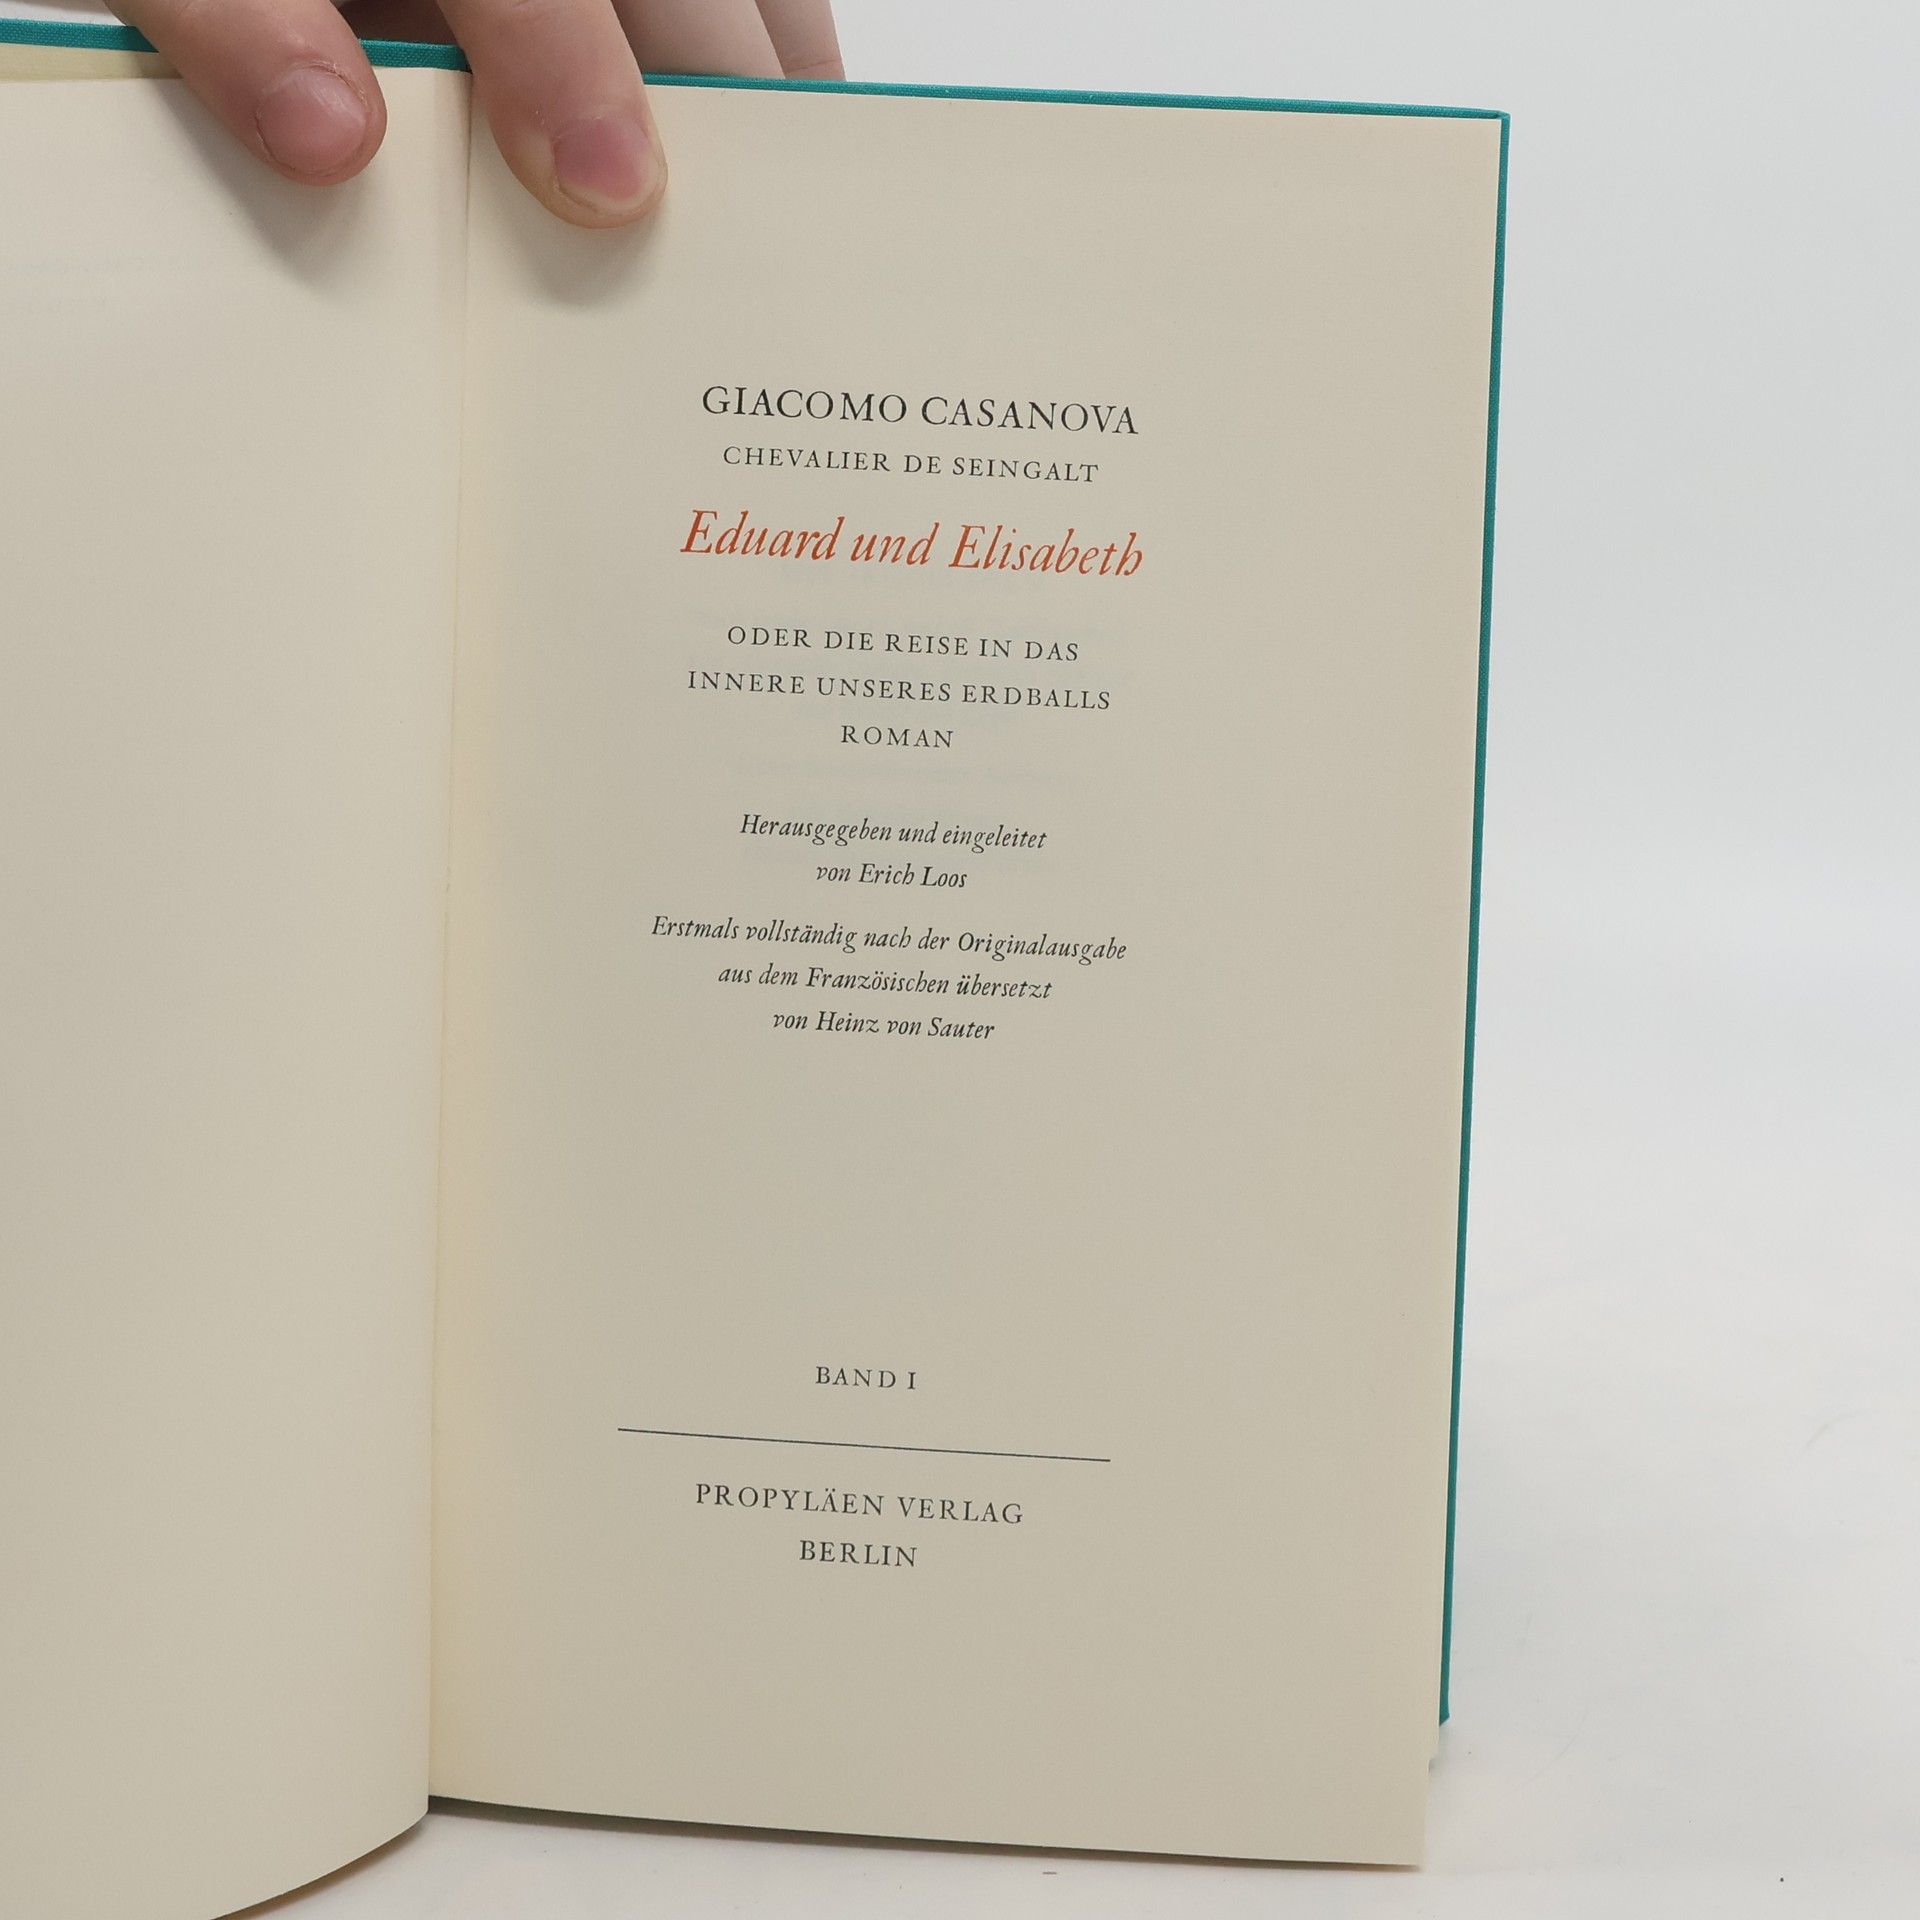 GIACOMO CASANOVA
CHEVALIER DE SEINGALT
Eduard und Elisabeth
ODER DIE REISE IN DAS
INNERE UNSERES ERDBALLS
ROMAN
Herausgegeben und eingeleitet
von Erich Loos
Erstmals vollständig nach der Originalausgabe
aus dem Französischen übersetzt
von Heinz von Sauter
BAND I
PROPYLÄEN VERLAG
BERLIN